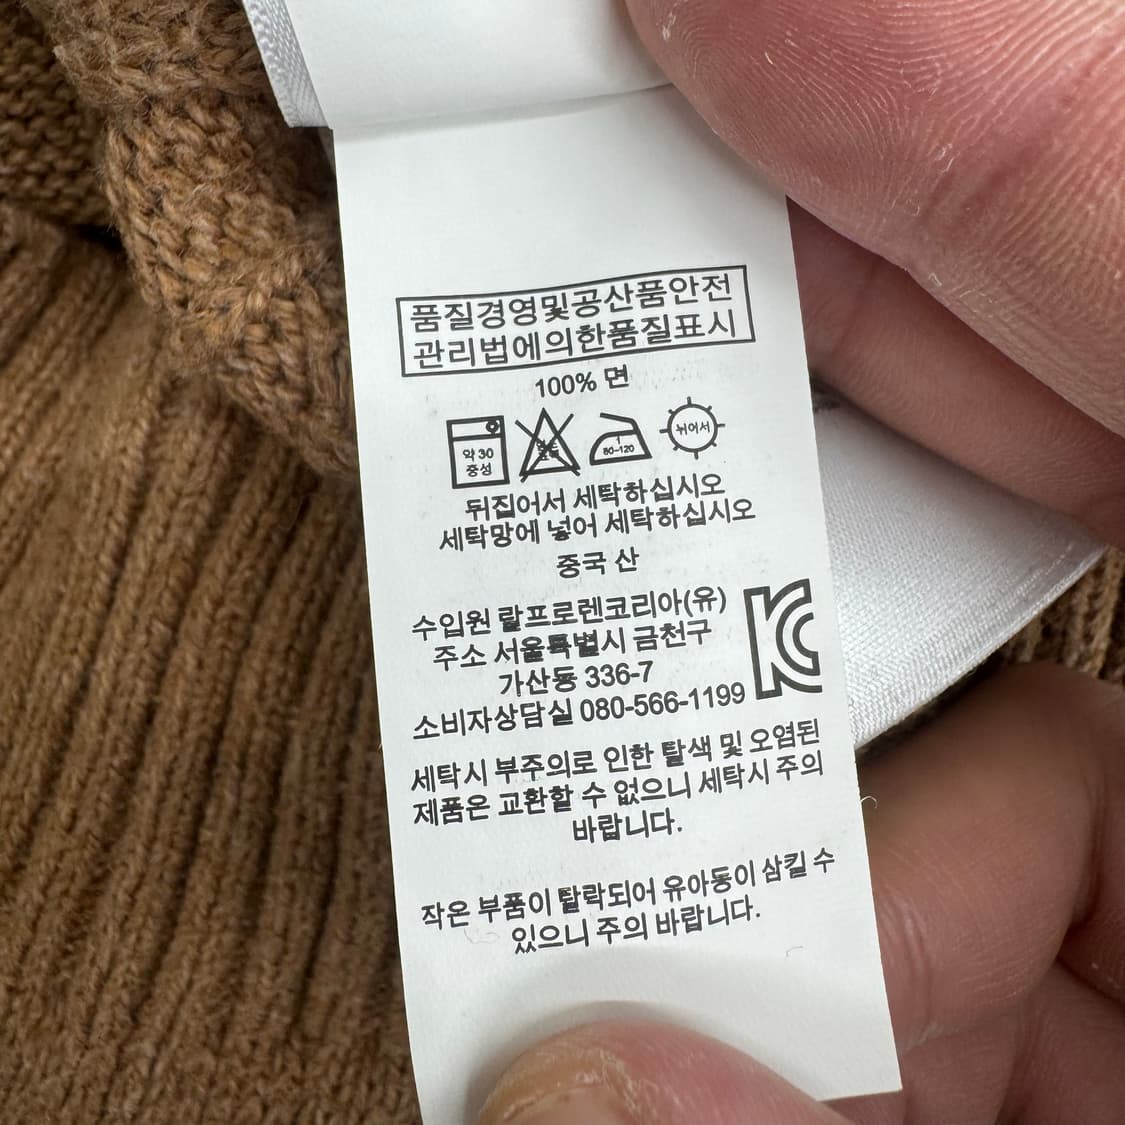 품질경영및공산품안전
관리법에의한품질표시
100% 면
약 30
중성
1
80-120
뉘어서
뒤집어서 세탁하십시오
세탁망에 넣어 세탁하십시오
중국 산
수입원 랄프로렌코리아(유)
주소 서울특별시 금천구
가산동 336-7
소비자상담실 080-566-1199
세탁시 부주의로 인한 탈색 및 오염된
제품은 교환할 수 없으니 세탁시 주의
바랍니다.
작은 부품이 탈락되어 유아동이 삼킬 수
있으니 주의 바랍니다.